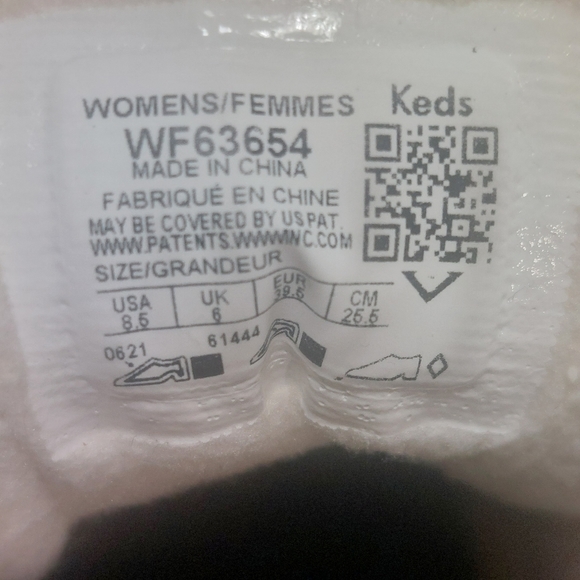 WOMENS/FEMMES
Keds
WF63654
MADE IN CHINA
FABRIQUÉ EN CHINE
MAY BE COVERED BY US PAT.
WWW.PATENTS.WWWINC.COM
SIZE/GRANDEUR
USA UK EUR CM
8.5 6 39.5 25.5
0621 61444